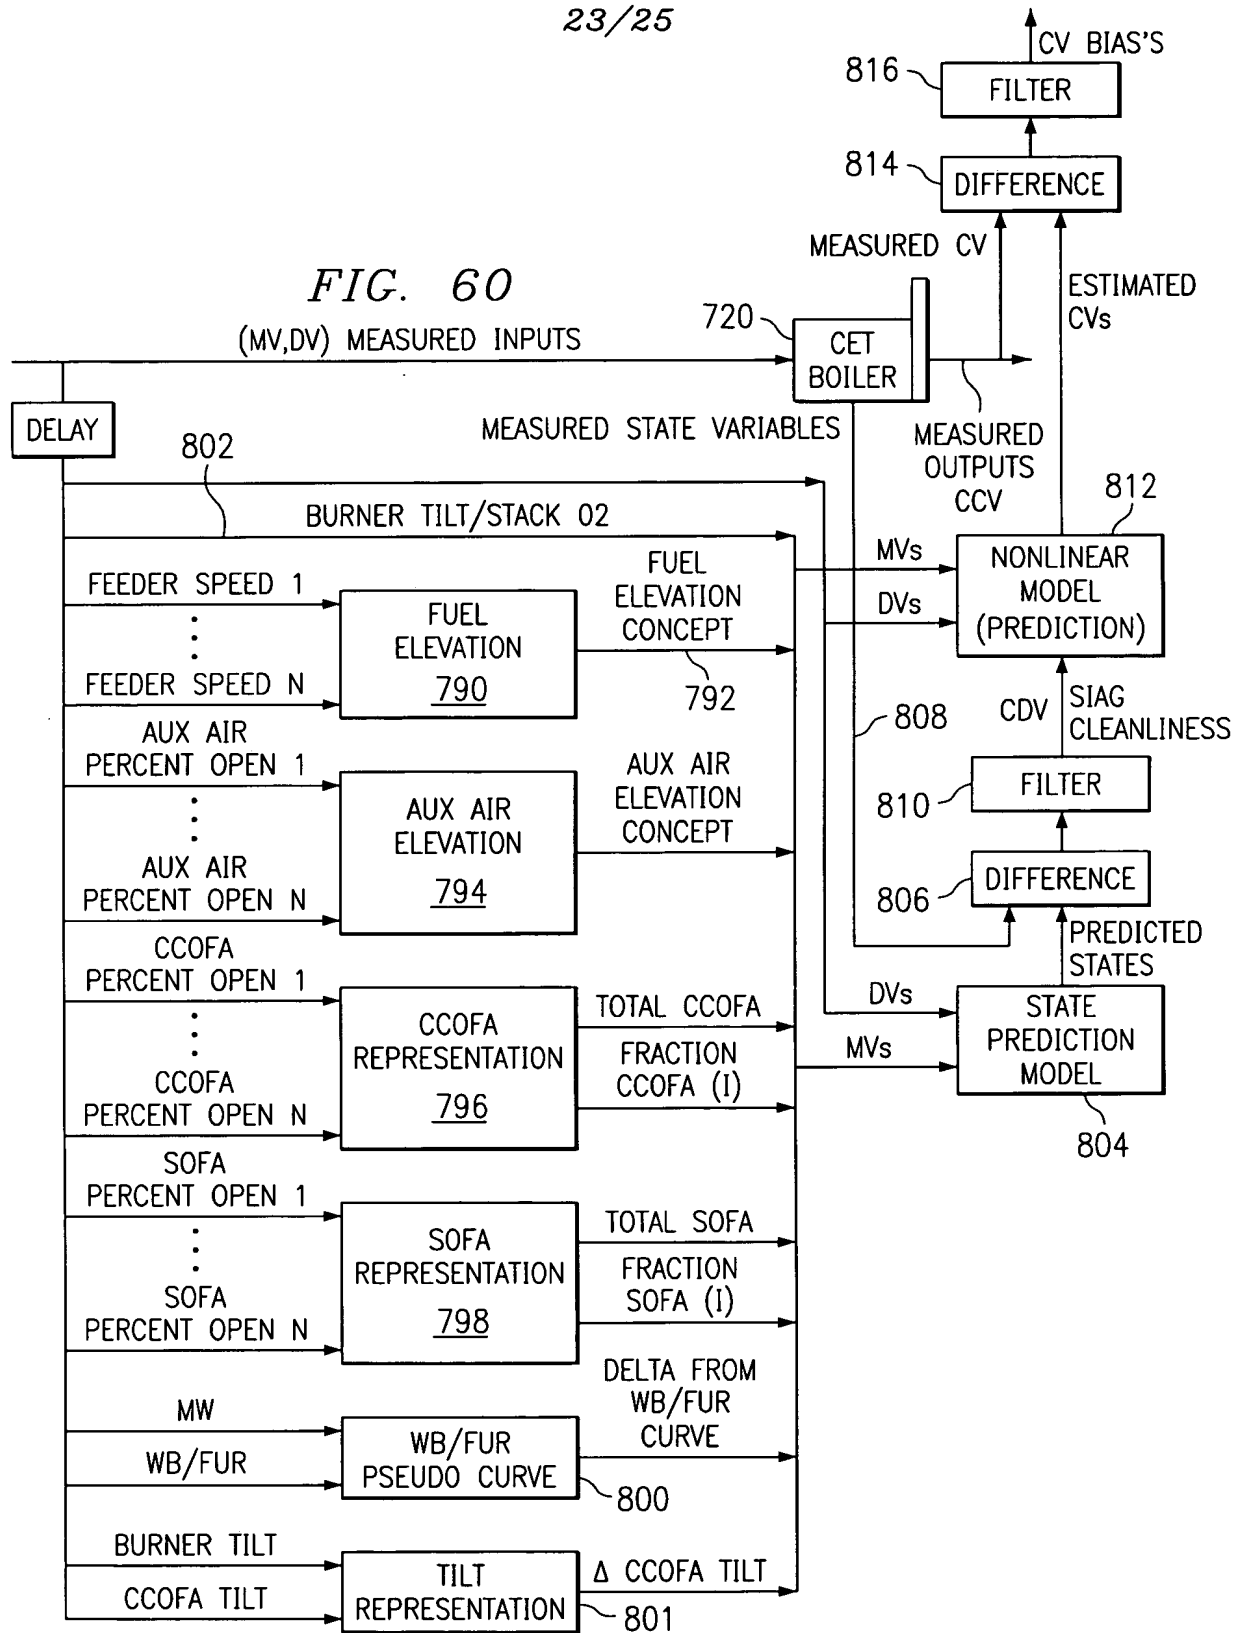 23/25
CV BIAS'S
816
FILTER
814
DIFFERENCE
MEASURED CV
FIG. 60
ESTIMATED
CVs
720
(MV,DV) MEASURED INPUTS
CET
BOILER
DELAY
MEASURED STATE VARIABLES
MEASURED
OUTPUTS
CCV
802
812
BURNER TILT/STACK 02
MVs
NONLINEAR
MODEL
(PREDICTION)
DVs
FEEDER SPEED 1
FUEL
ELEVATION
790
FUEL
ELEVATION
CONCEPT
792
FEEDER SPEED N
808
CDV
SIAG
CLEANLINESS
AUX AIR
PERCENT OPEN 1
AUX AIR
ELEVATION
794
AUX AIR
ELEVATION
CONCEPT
810
FILTER
AUX AIR
PERCENT OPEN N
806
DIFFERENCE
PREDICTED
STATES
CCOFA
PERCENT OPEN 1
CCOFA
REPRESENTATION
796
TOTAL CCOFA
FRACTION
CCOFA (I)
DVs
MVs
STATE
PREDICTION
MODEL
804
CCOFA
PERCENT OPEN N
SOFA
PERCENT OPEN 1
SOFA
REPRESENTATION
798
TOTAL SOFA
FRACTION
SOFA (I)
SOFA
PERCENT OPEN N
MW
WB/FUR
WB/FUR
PSEUDO CURVE
800
DELTA FROM
WB/FUR
CURVE
BURNER TILT
CCOFA TILT
TILT
REPRESENTATION
801
Δ CCOFA TILT